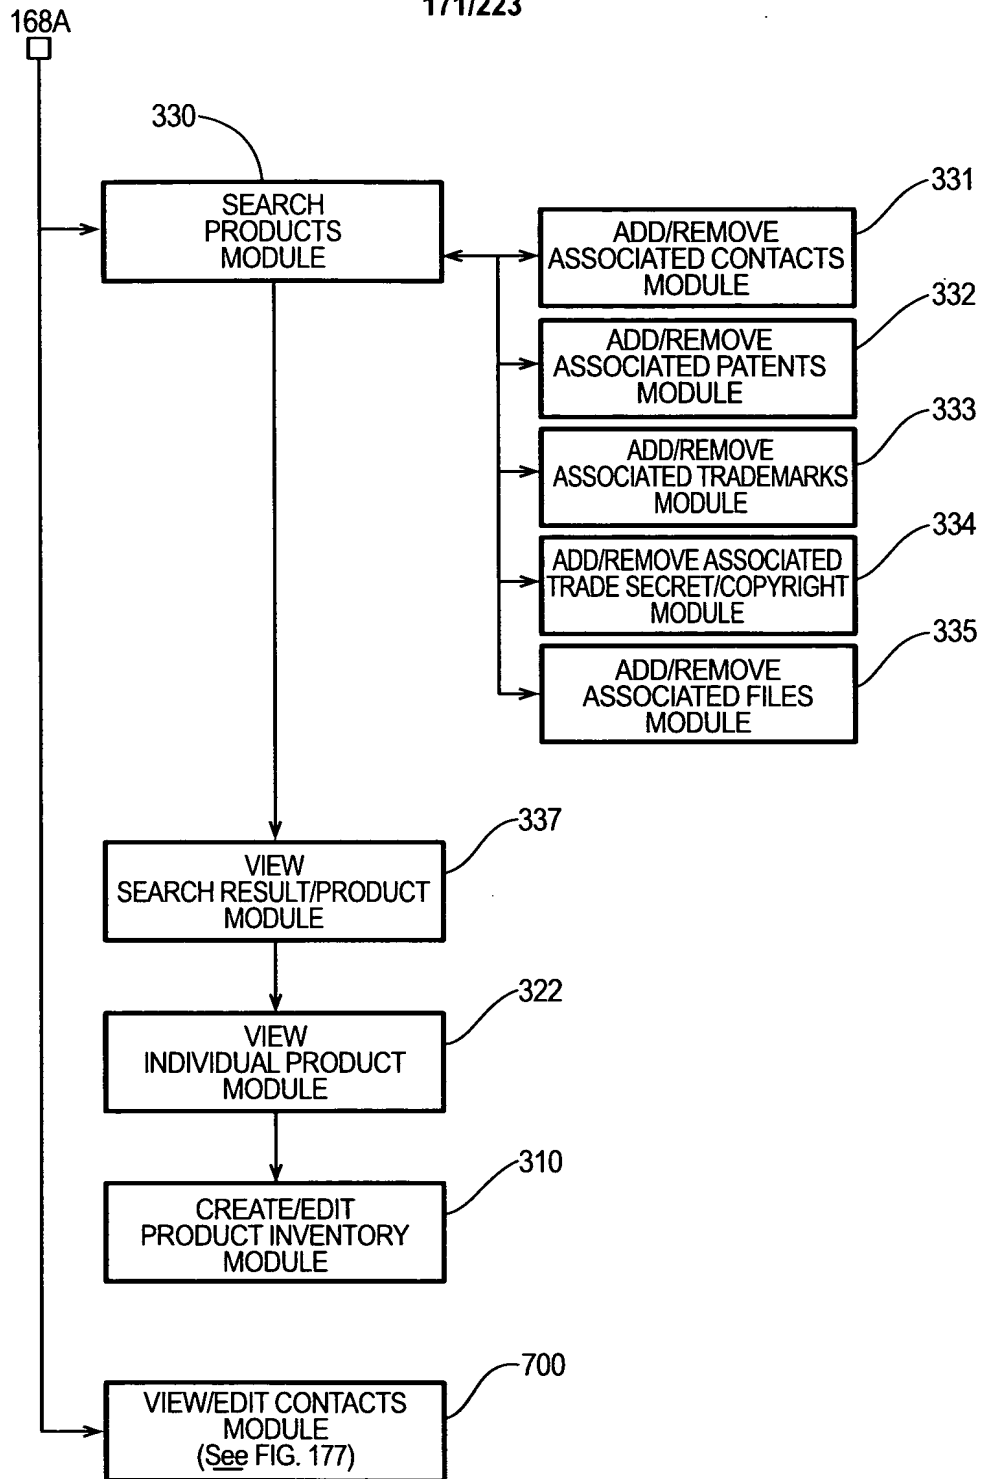 171/223
168A
330
SEARCH
PRODUCTS
MODULE
331
ADD/REMOVE
ASSOCIATED CONTACTS
MODULE
332
ADD/REMOVE
ASSOCIATED PATENTS
MODULE
333
ADD/REMOVE
ASSOCIATED TRADEMARKS
MODULE
334
ADD/REMOVE ASSOCIATED
TRADE SECRET/COPYRIGHT
MODULE
335
ADD/REMOVE
ASSOCIATED FILES
MODULE
337
VIEW
SEARCH RESULT/PRODUCT
MODULE
322
VIEW
INDIVIDUAL PRODUCT
MODULE
310
CREATE/EDIT
PRODUCT INVENTORY
MODULE
700
VIEW/EDIT CONTACTS
MODULE
(See FIG. 177)